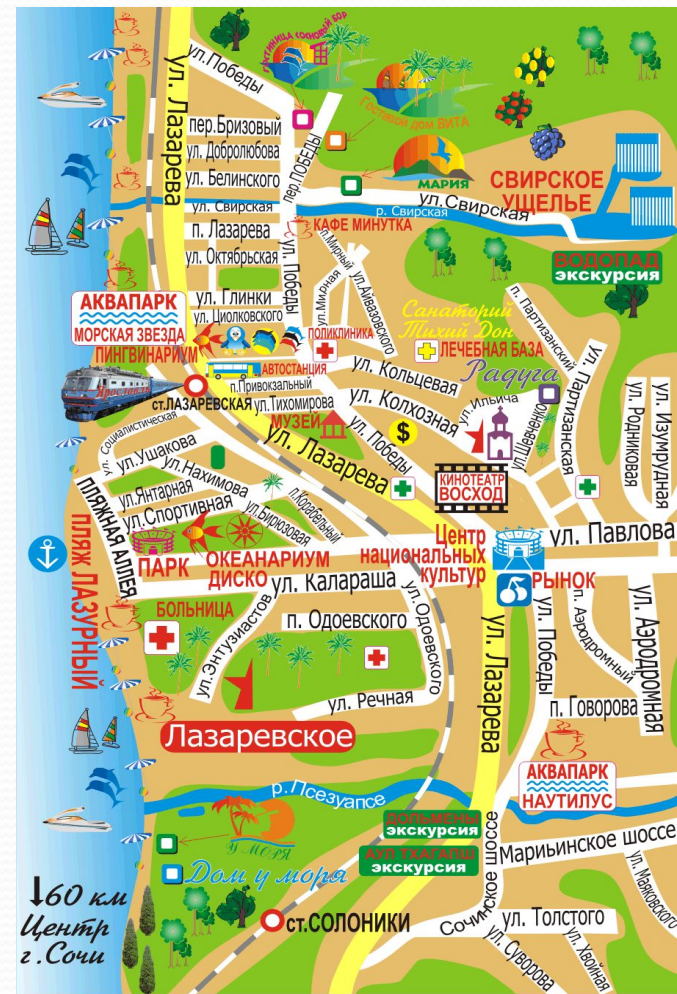 ГОСТИНИЦА СОСНОВЫЙ БОР
ул.Победы
ул. Лазарева
Гостевой дом ВИТА
пер.Бризовый
пер.ПОБЕДЫ
ул. Добролюбова
МАРИЯ
СВИРСКОЕ
УЩЕЛЬЕ
ул. Белинского
ул.Свирская
ул. Свирская
р. Свирская
п. Лазарева
КАФЕ МИНУТКА
ул. Октябрьская
ул. Победы
п.Мирный
ВОДОПАД
экскурсия
ул.Мирная
ул.Айвазовского
ул. Глинки
ул. Циолковского
АКВАПАРК
МОРСКАЯ ЗВЕЗДА
ПИНГВИНАРИУМ
Санаторий
Тихий Дон
п. Партизанский
ПОЛИКЛИНИКА
ЛЕЧЕБНАЯ БАЗА
Радуга
АВТОСТАНЦИЯ
ул. Кольцевая
ул. Партизанская
Ярославль
п.Привокзальный
ст.ЛАЗАРЕВСКАЯ
ул.Тихомирова
ул. Колхозная
ул.Ильича
ул.Шевченко
ул. Родниковая
ул. Изумрудная
МУЗЕЙ
$
ул. Социалистическая
ул. Лазарева
ул. Победы
ул.Ушакова
ул.Нахимова
КИНОТЕАТР
ВОСХОД
ул.Янтарная
ул.Спортивная
п.Корабельный
ул.Бирюзовая
ПЛЯЖНАЯ АЛЛЕЯ
ПЛЯЖ ЛАЗУРНЫЙ
ПАРК
ОКЕАНАРИУМ
ДИСКО
Центр
национальных
культур
ул. Павлова
РЫНОК
ул. Калараша
БОЛЬНИЦА
ул.Энтузиастов
п. Одоевского
ул. Одоевского
ул. Лазарева
ул. Победы
п. Аэродромный
ул. Аэродромная
ул. Речная
п. Говорова
Лазаревское
АКВАПАРК
НАУТИЛУС
р. Псезуапсе
ДОЛЬМЕНЫ
экскурсия
У МОРЯ
АУЛ ТХАГАПШ
экскурсия
Дом у моря
Сочинское шоссе
Мариьинское шоссе
ул. Маяковского
↓60 км
Центр
г .Сочи
ст.СОЛОНИКИ
ул. Толстого
ул. Суворова
ул. Хвойная